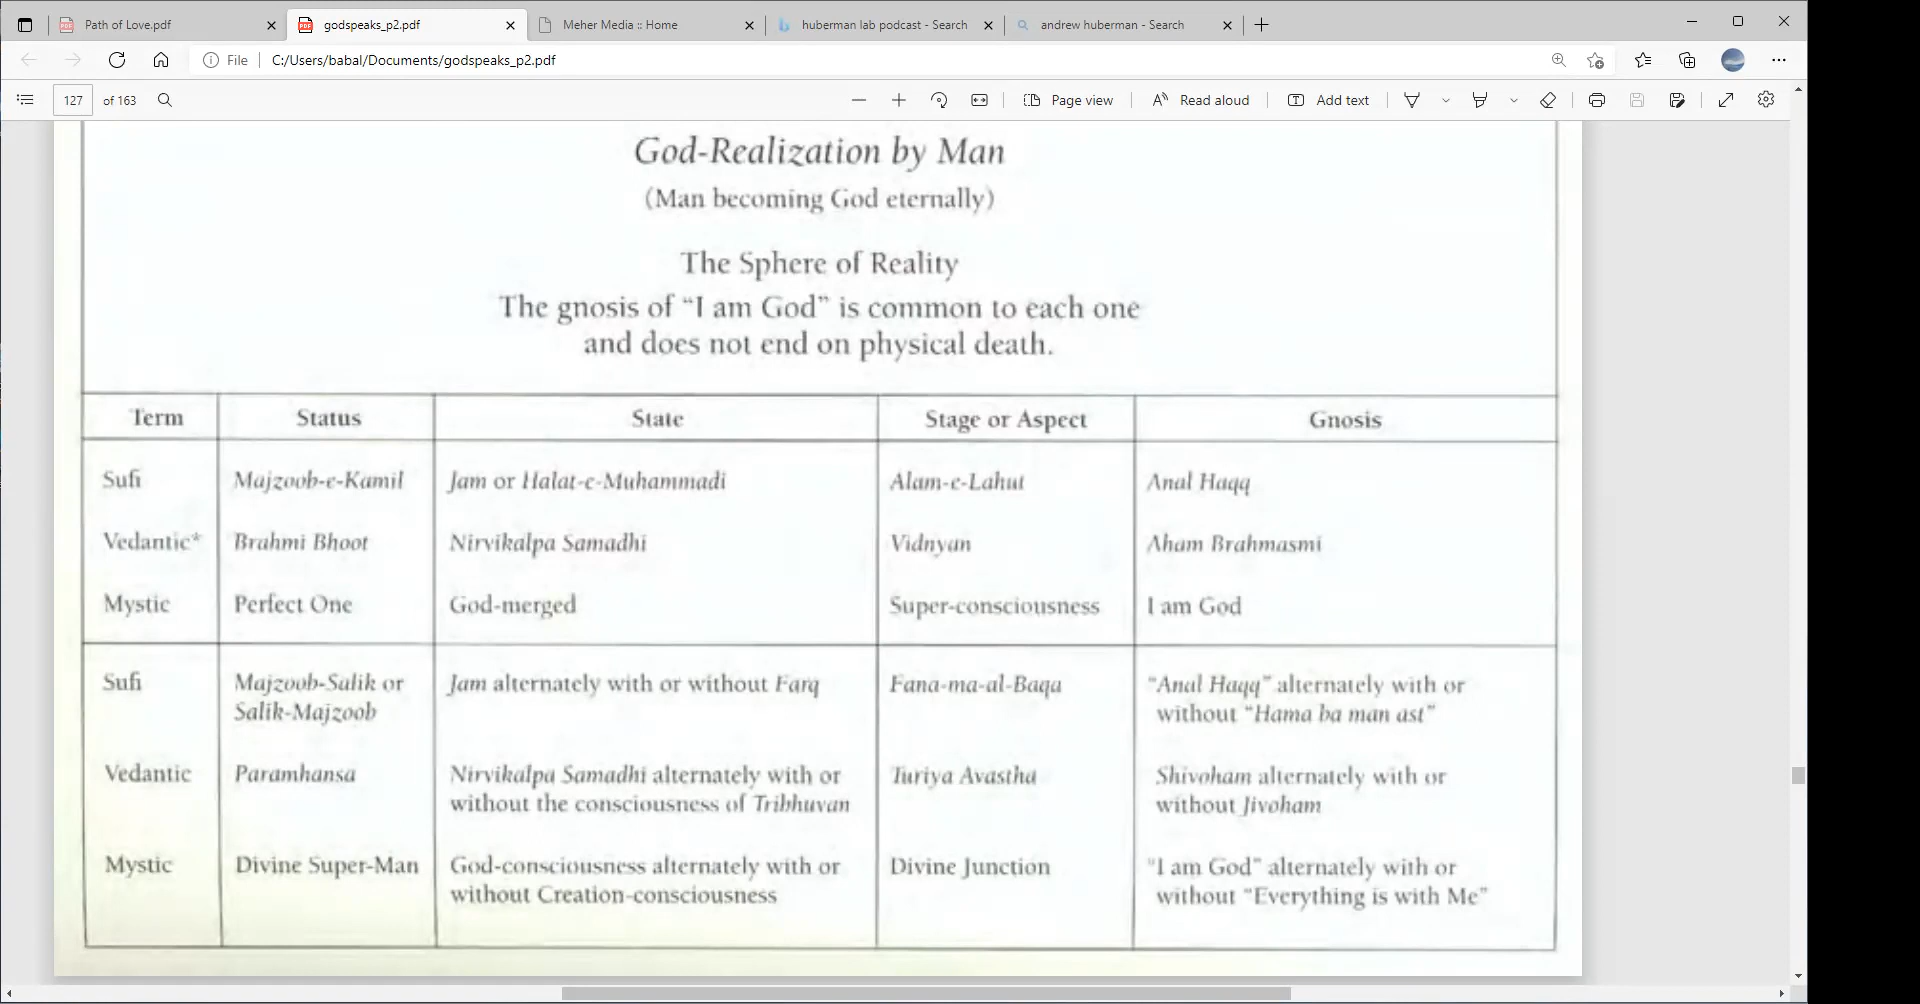 Path of Love.pdf
godspeaks_p2.pdf
Meher Media :: Home
huberman lab podcast - Search
andrew huberman - Search
File
C:/Users/babal/Documents/godspeaks_p2.pdf
127 of 163
Page view
Read aloud
Add text
God-Realization by Man
(Man becoming God eternally)
The Sphere of Reality
The gnosis of “I am God” is common to each one
and does not end on physical death.
Term Status State Stage or Aspect Gnosis
Sufi Majzoob-e-Kamil Jam or Halat-e-Muhammadi Alam-e-Lahut Anal Haqq
Vedantic* Brahmi Bhoot Nirvikalpa Samadhi Vidnyan Aham Brahmasmi
Mystic Perfect One God-merged Super-consciousness I am God
Sufi Majzoob-Salik or Jam alternately with or without Farq Fana-ma-al-Baqa “Anal Haqq” alternately with or
Salik-Majzoob without “Hama ba man ast”
Vedantic Paramhansa Nirvikalpa Samadhi alternately with or Turiya Avastha Shivoham alternately with or
without the consciousness of Tribhuvan without Jivoham
Mystic Divine Super-Man God-consciousness alternately with or Divine Junction “I am God” alternately with or
without Creation-consciousness without “Everything is with Me”